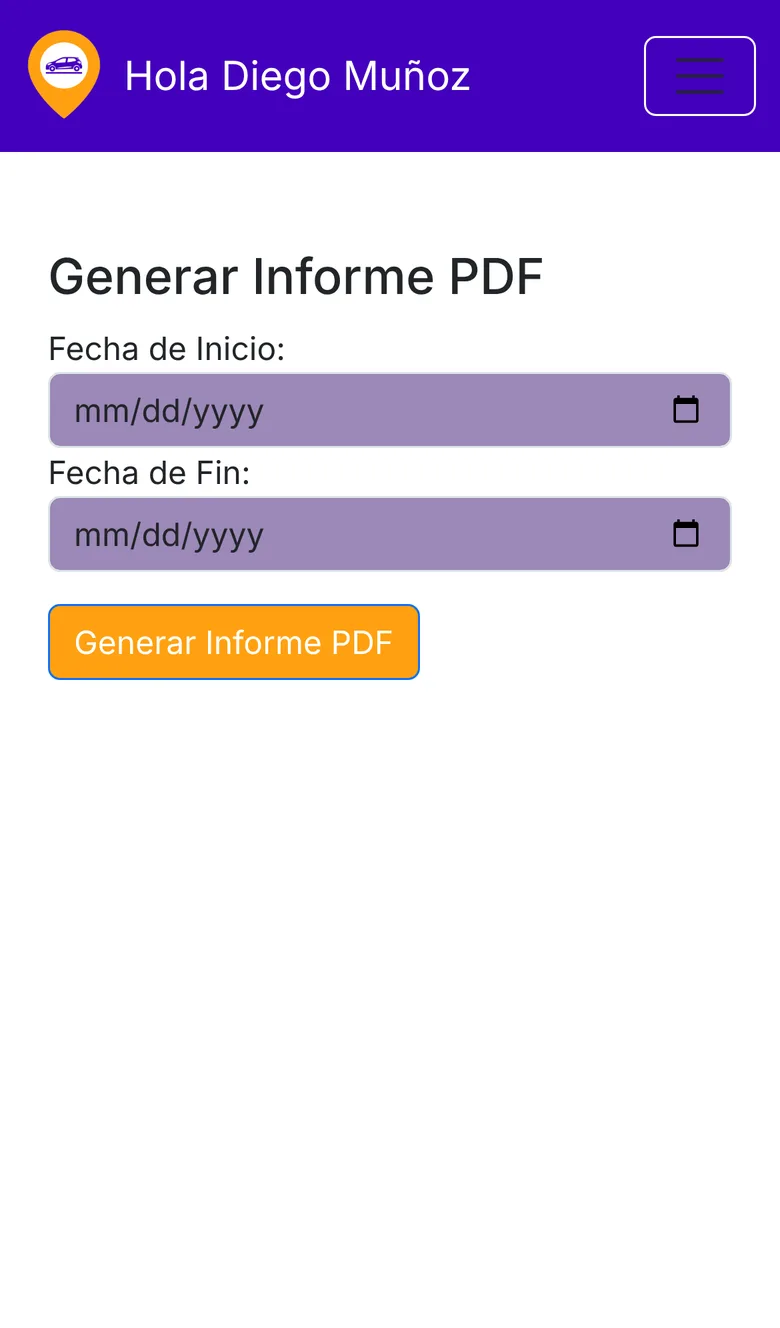 Hola Diego Muñoz
Generar Informe PDF
Fecha de Inicio:
mm/dd/yyyy
Fecha de Fin:
mm/dd/yyyy
Generar Informe PDF